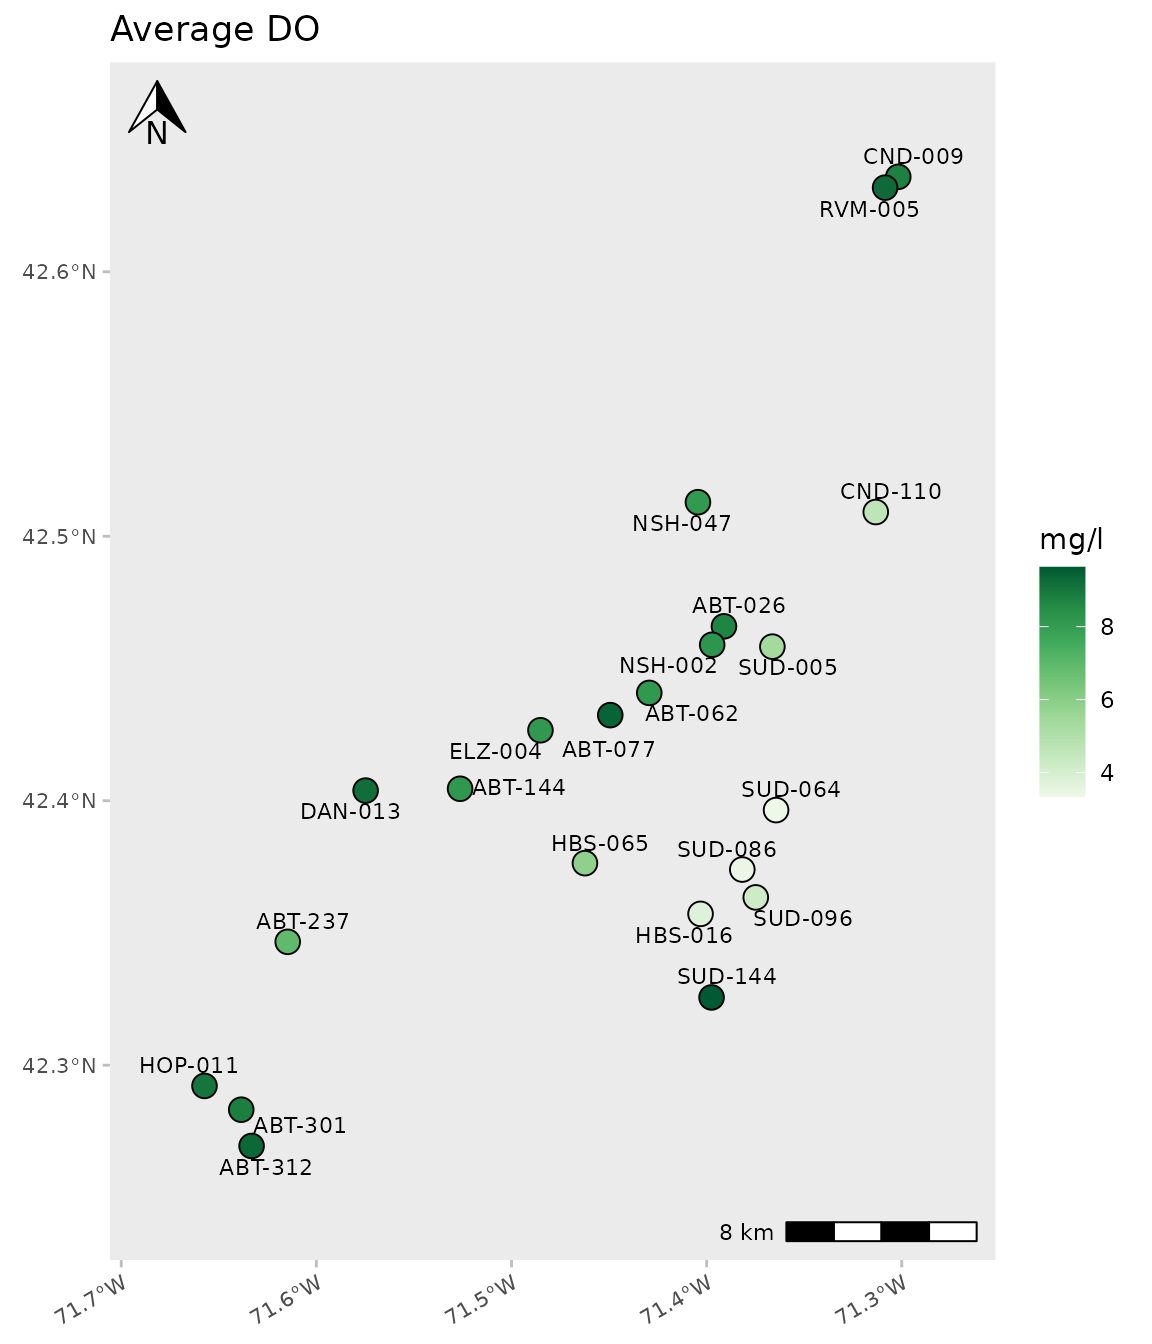 Average DO
N
CND-009
RVM-005
42.6°N
CND-110
NSH-047
42.5°N
mg/l
ABT-026
8
NSH-002
SUD-005
6
ABT-062
ELZ-004
ABT-077
4
ABT-144
SUD-064
42.4°N
DAN-013
HBS-065
SUD-086
ABT-237
SUD-096
HBS-016
SUD-144
HOP-011
42.3°N
ABT-301
ABT-312
8 km
71.7°W
71.6°W
71.5°W
71.4°W
71.3°W